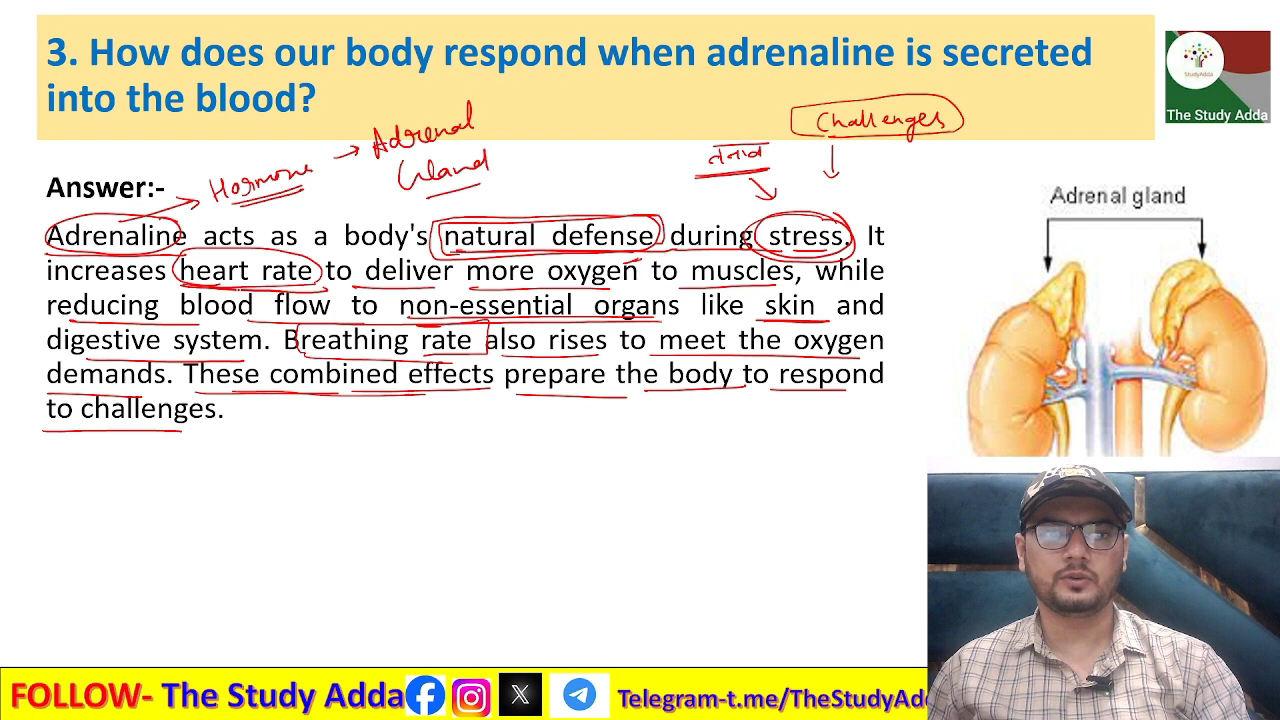 3. How does our body respond when adrenaline is secreted
into the blood?
StudyAdda
The Study Adda
Challenges
Adrenal
Gland
Hormone
तनाव
Answer:-
Adrenal gland
Adrenaline acts as a body's natural defense during stress. It
increases heart rate to deliver more oxygen to muscles, while
reducing blood flow to non-essential organs like skin and
digestive system. Breathing rate also rises to meet the oxygen
demands. These combined effects prepare the body to respond
to challenges.
FOLLOW- The Study Adda
Telegram-t.me/TheStudyAdd